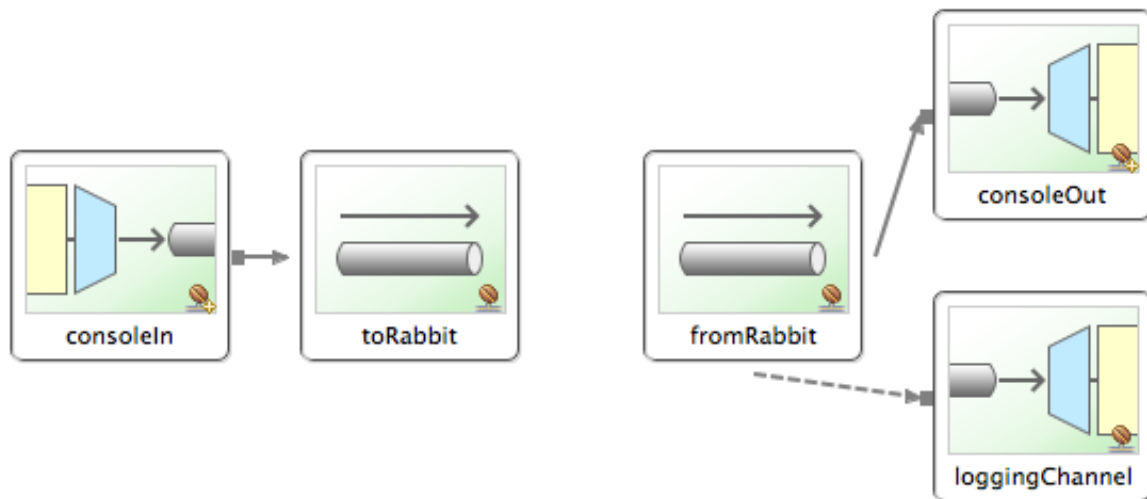 consoleIn
toRabbit
fromRabbit
consoleOut
loggingChannel